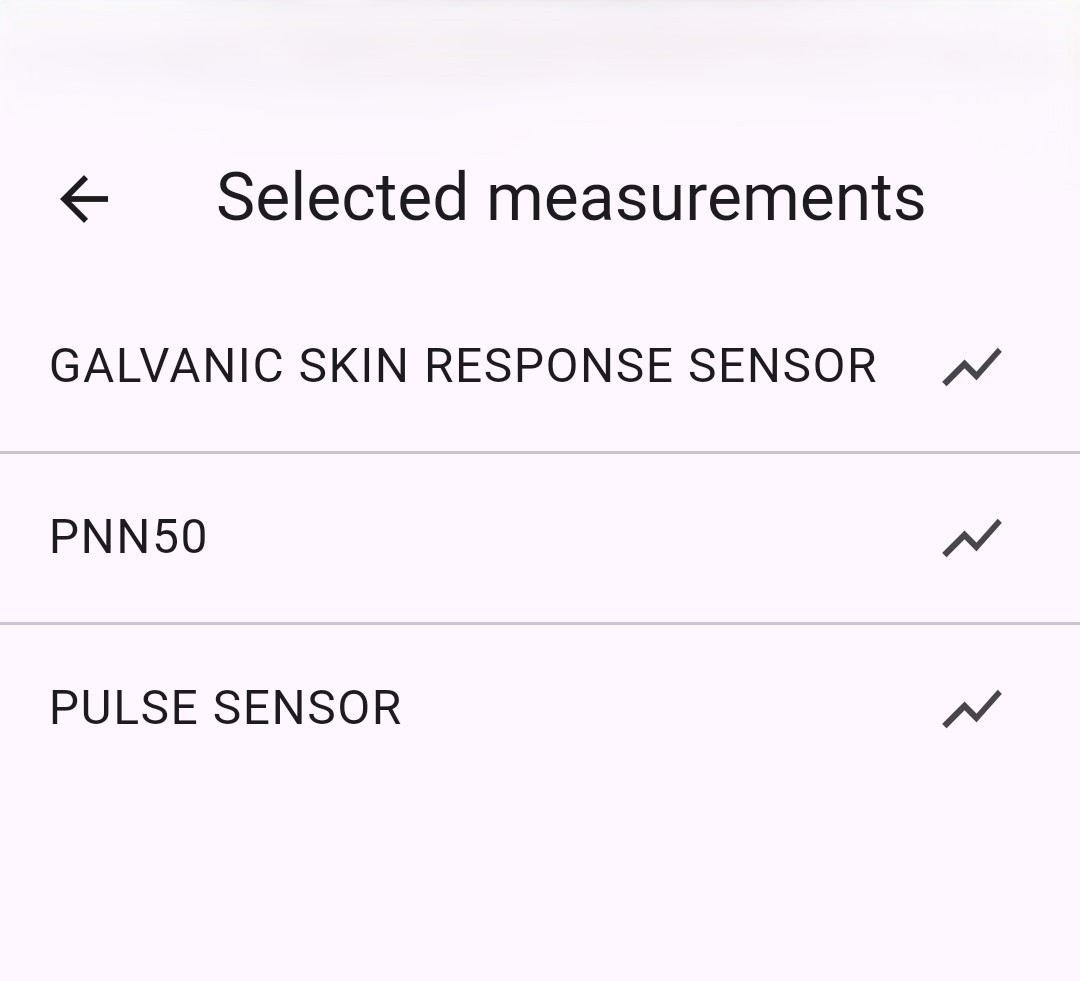 Selected measurements
GALVANIC SKIN RESPONSE SENSOR
PNN50
PULSE SENSOR